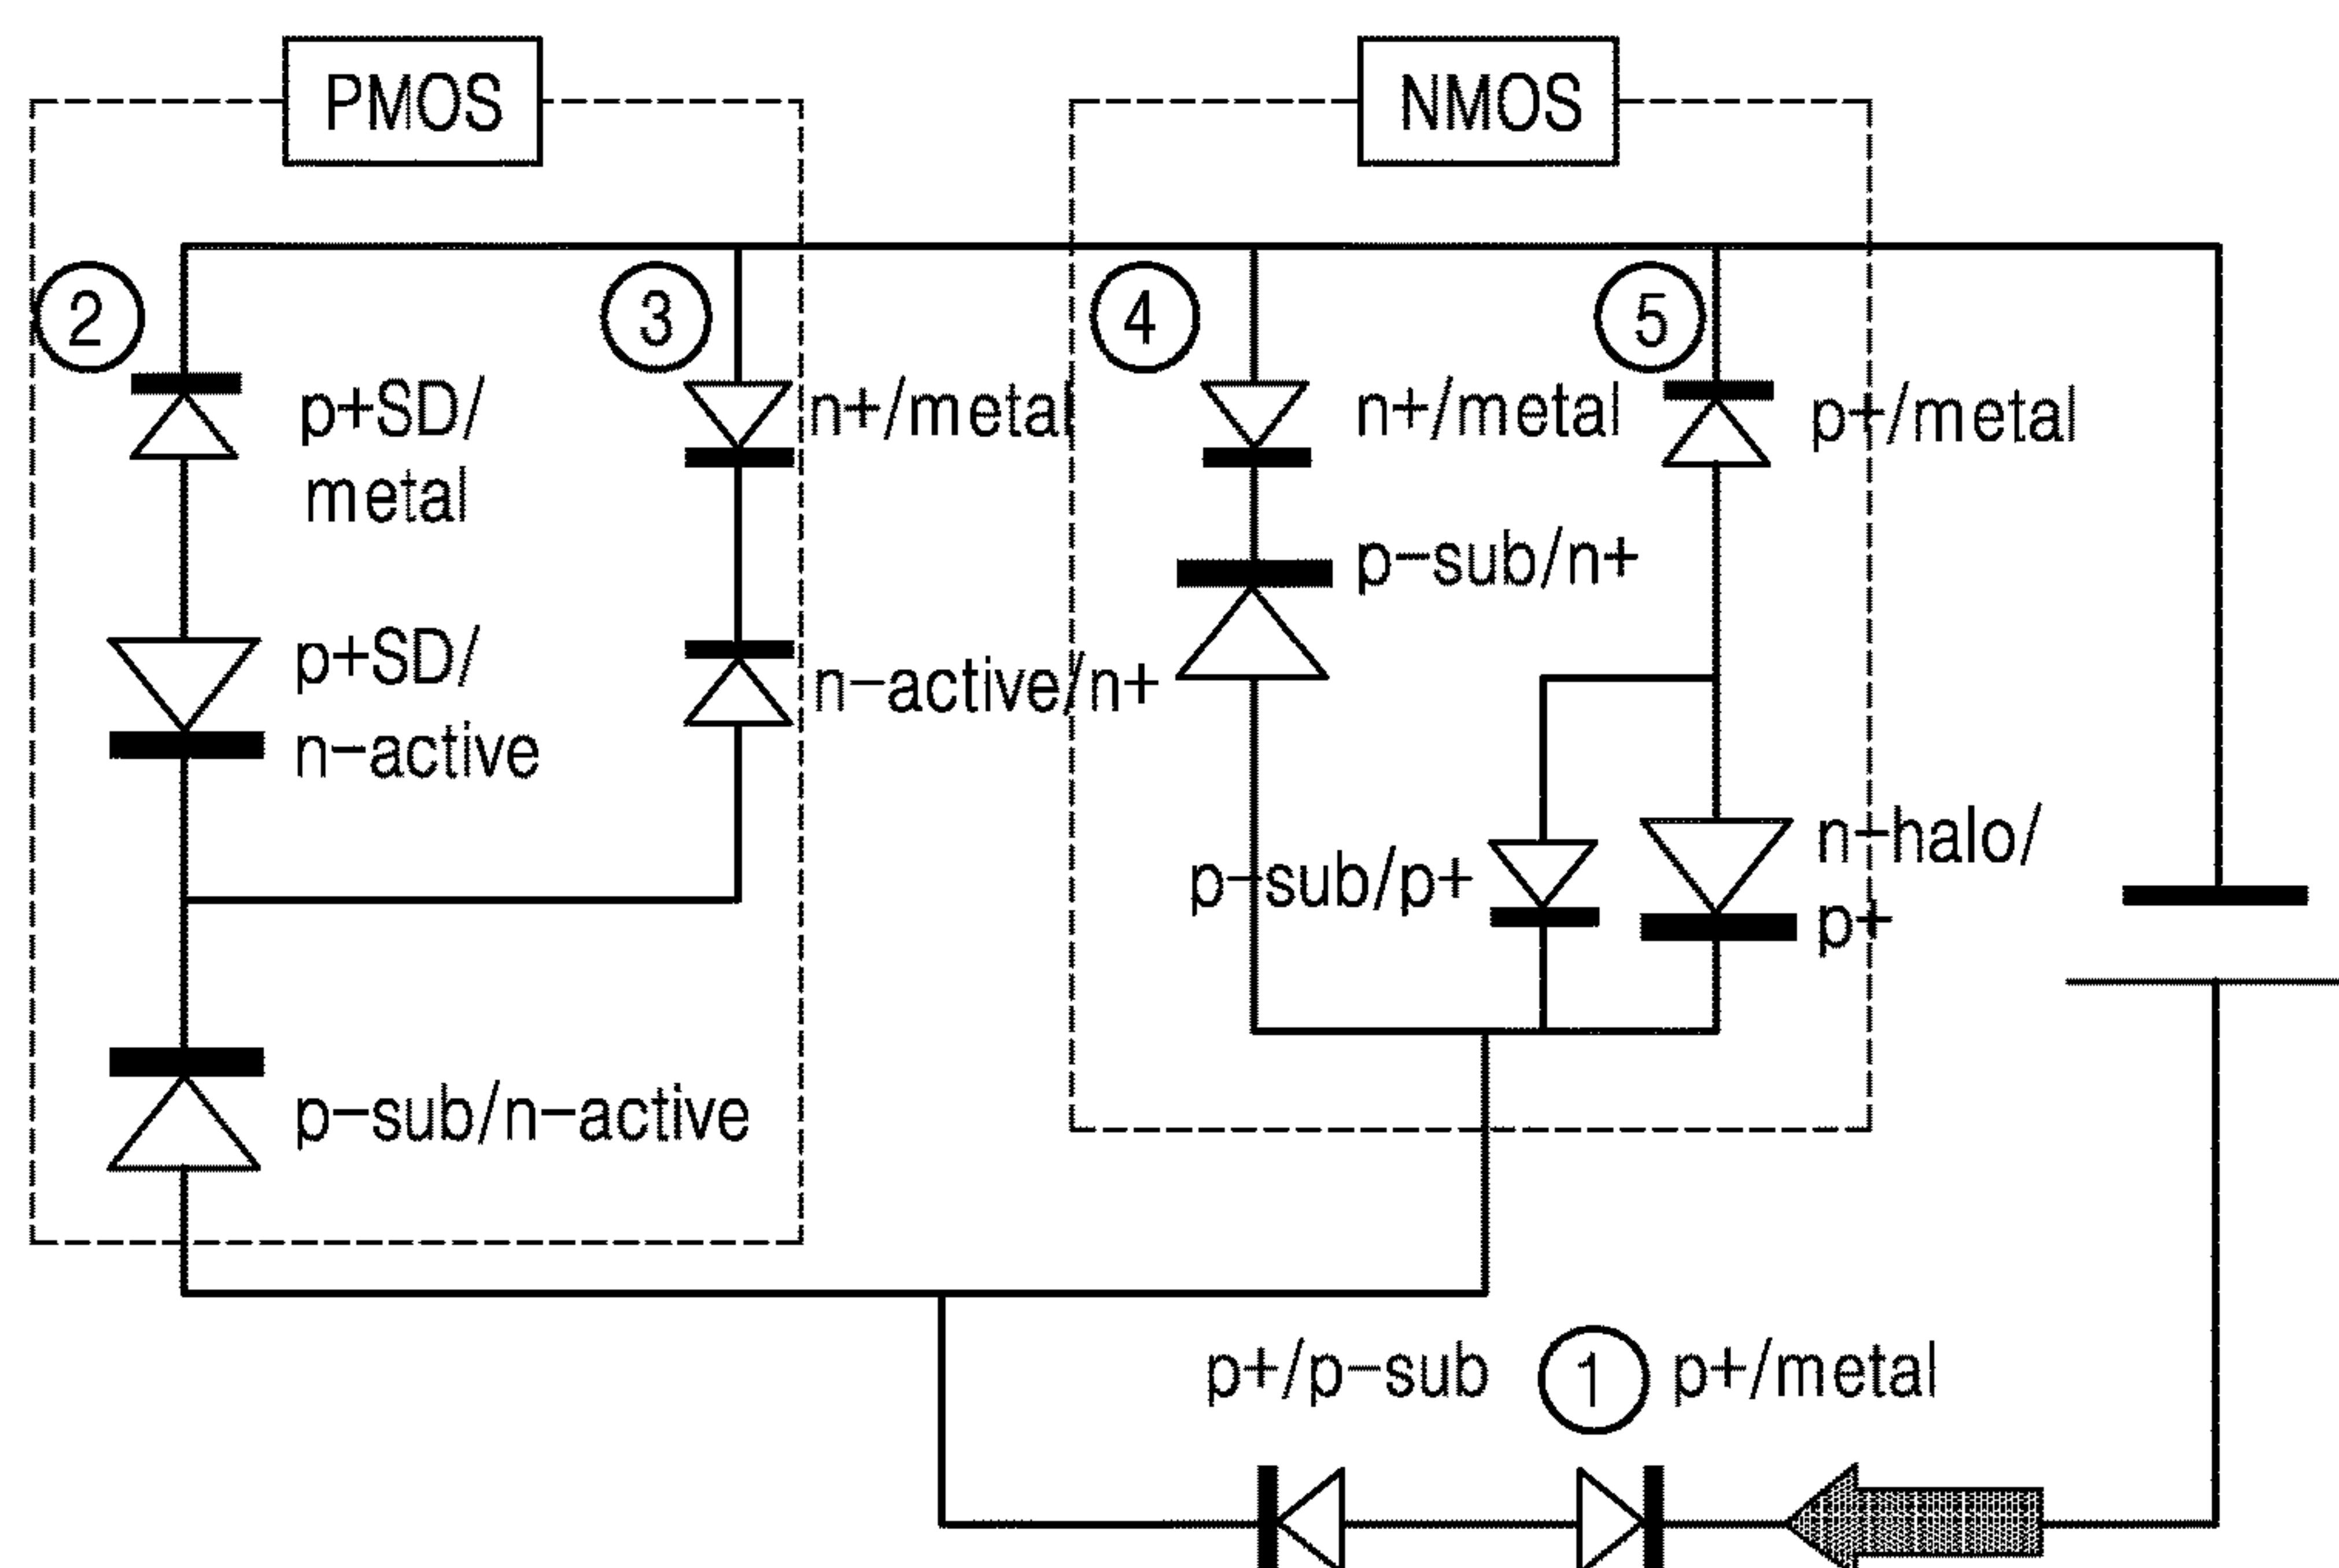 PMOS
NMOS
2
3
4
5
p+SD/
metal
n+/metal
n+/metal
p+/metal
p-sub/n+
p+SD/
n-active
n-active/n+
p-sub/p+
n-halo/
p+
p-sub/n-active
p+/p-sub
1
p+/metal